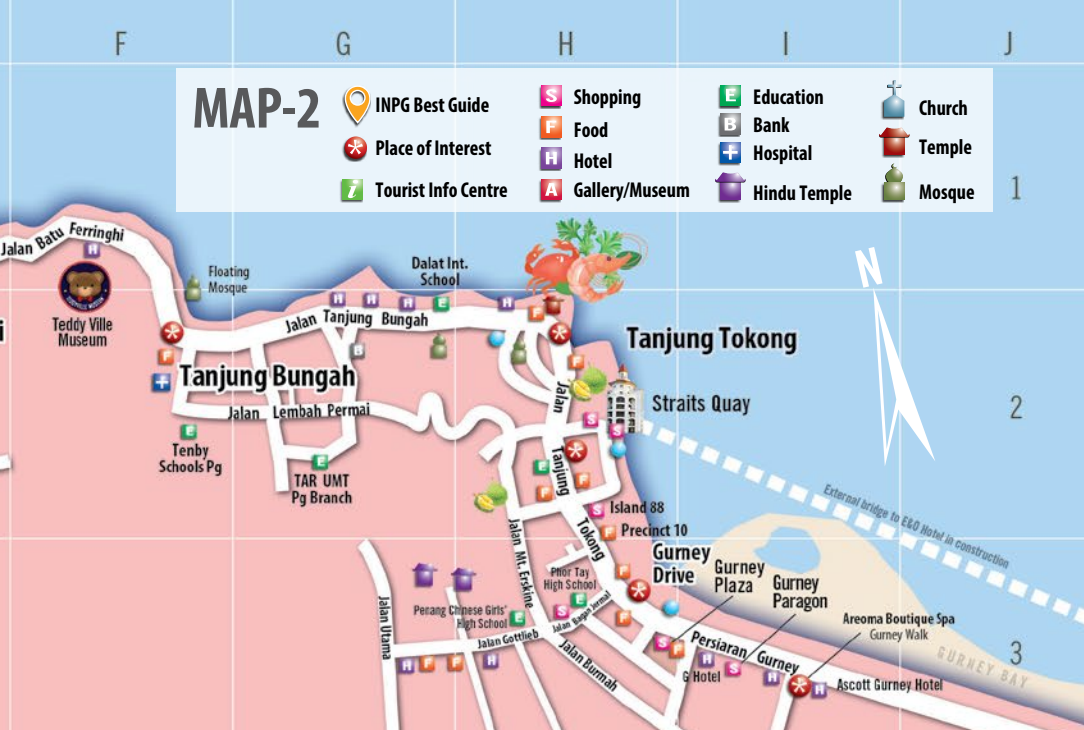 F G H I J
MAP-2
INPG Best Guide
Place of Interest
i Tourist Info Centre
S Shopping
F Food
H Hotel
A Gallery/Museum
E Education
B Bank
Hospital
Hindu Temple
Church
Temple
Mosque
1
N
Jalan Batu Ferringhi
H
Floating
Mosque
Dalat Int.
School
Teddy Ville
Museum
H H H E H F
Jalan Tanjung Bungah
B
Tanjung Tokong
F
F
Tanjung Bungah
Straits Quay
2
Jalan Lembah Permai
S
S
E
Tenby
Schools Pg
E
TAR UMT
Pg Branch
E
F
F
Jalan Tanjung Tokong
S
Island 88
F
Precinct 10
External bridge to E&O Hotel in construction
Jalan Mt. Erskine
Gurney
Drive
F
Gurney
Plaza
Gurney
Paragon
Phor Tay
High School
E
S
Jalan Bagan Jermal
F
Penang Chinese Girls'
High School
E
Jalan Utama
Jalan Gottlieb
Jalan Burmah
H F F H
Areoma Boutique Spa
Gurney Walk
Persiaran Gurney
S
F
H
G Hotel
S
H
H
Ascott Gurney Hotel
GURNEY BAY
3